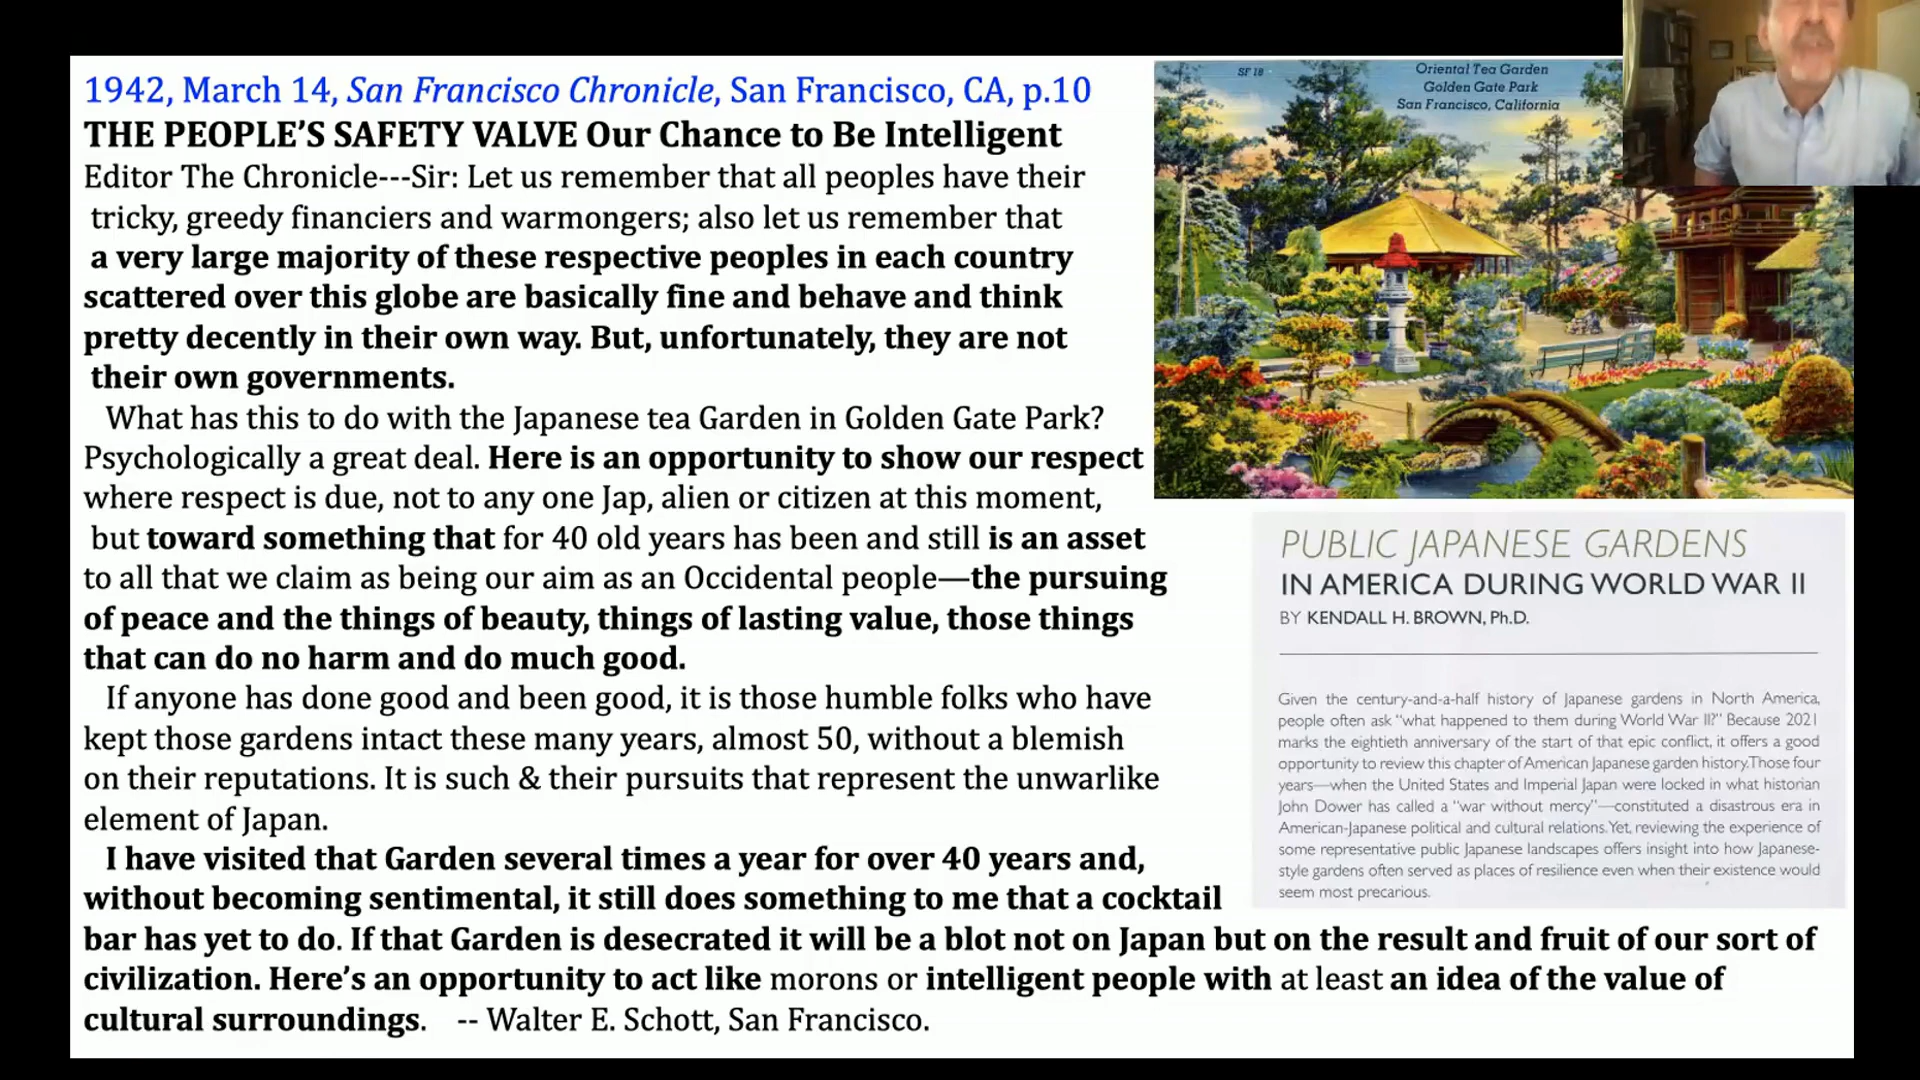 1942, March 14, San Francisco Chronicle, San Francisco, CA, p.10
THE PEOPLE'S SAFETY VALVE Our Chance to Be Intelligent
Editor The Chronicle---Sir: Let us remember that all peoples have their
tricky, greedy financiers and warmongers; also let us remember that
a very large majority of these respective peoples in each country
scattered over this globe are basically fine and behave and think
pretty decently in their own way. But, unfortunately, they are not
their own governments.
What has this to do with the Japanese tea Garden in Golden Gate Park?
Psychologically a great deal. Here is an opportunity to show our respect
where respect is due, not to any one Jap, alien or citizen at this moment,
but toward something that for 40 old years has been and still is an asset
to all that we claim as being our aim as an Occidental people—the pursuing
of peace and the things of beauty, things of lasting value, those things
that can do no harm and do much good.
If anyone has done good and been good, it is those humble folks who have
kept those gardens intact these many years, almost 50, without a blemish
on their reputations. It is such & their pursuits that represent the unwarlike
element of Japan.
I have visited that Garden several times a year for over 40 years and,
without becoming sentimental, it still does something to me that a cocktail
bar has yet to do. If that Garden is desecrated it will be a blot not on Japan but on the result and fruit of our sort of
civilization. Here's an opportunity to act like morons or intelligent people with at least an idea of the value of
cultural surroundings. -- Walter E. Schott, San Francisco.
SF 18
Oriental Tea Garden
Golden Gate Park
San Francisco, California
PUBLIC JAPANESE GARDENS
IN AMERICA DURING WORLD WAR II
BY KENDALL H. BROWN, Ph.D.
Given the century-and-a-half history of Japanese gardens in North America,
people often ask "what happened to them during World War II?" Because 2021
marks the eightieth anniversary of the start of that epic conflict, it offers a good
opportunity to review this chapter of American Japanese garden history. Those four
years—when the United States and Imperial Japan were locked in what historian
John Dower has called a "war without mercy"—constituted a disastrous era in
American-Japanese political and cultural relations. Yet, reviewing the experience of
some representative public Japanese landscapes offers insight into how Japanese-
style gardens often served as places of resilience even when their existence would
seem most precarious.